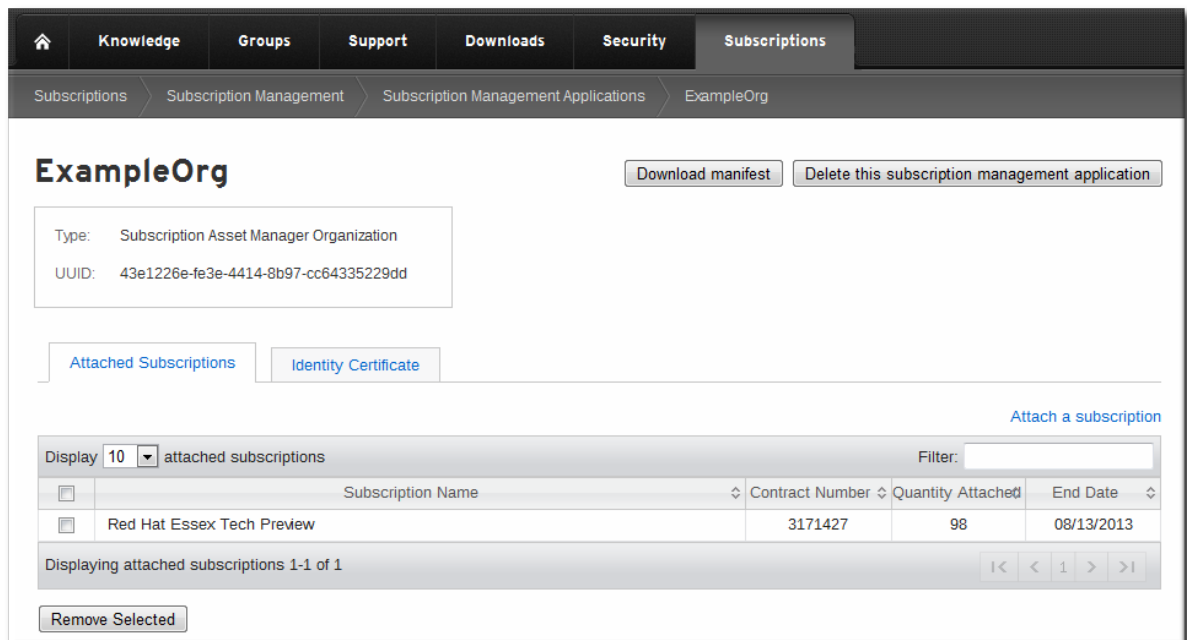 Knowledge Groups Support Downloads Security Subscriptions
Subscriptions Subscription Management Subscription Management Applications ExampleOrg
ExampleOrg
Download manifest Delete this subscription management application
Type: Subscription Asset Manager Organization
UUID: 43e1226e-fe3e-4414-8b97-cc64335229dd
Attached Subscriptions Identity Certificate
Attach a subscription
Display 10 attached subscriptions Filter:
Subscription Name Contract Number Quantity Attached End Date
Red Hat Essex Tech Preview 3171427 98 08/13/2013
Displaying attached subscriptions 1-1 of 1 1
Remove Selected